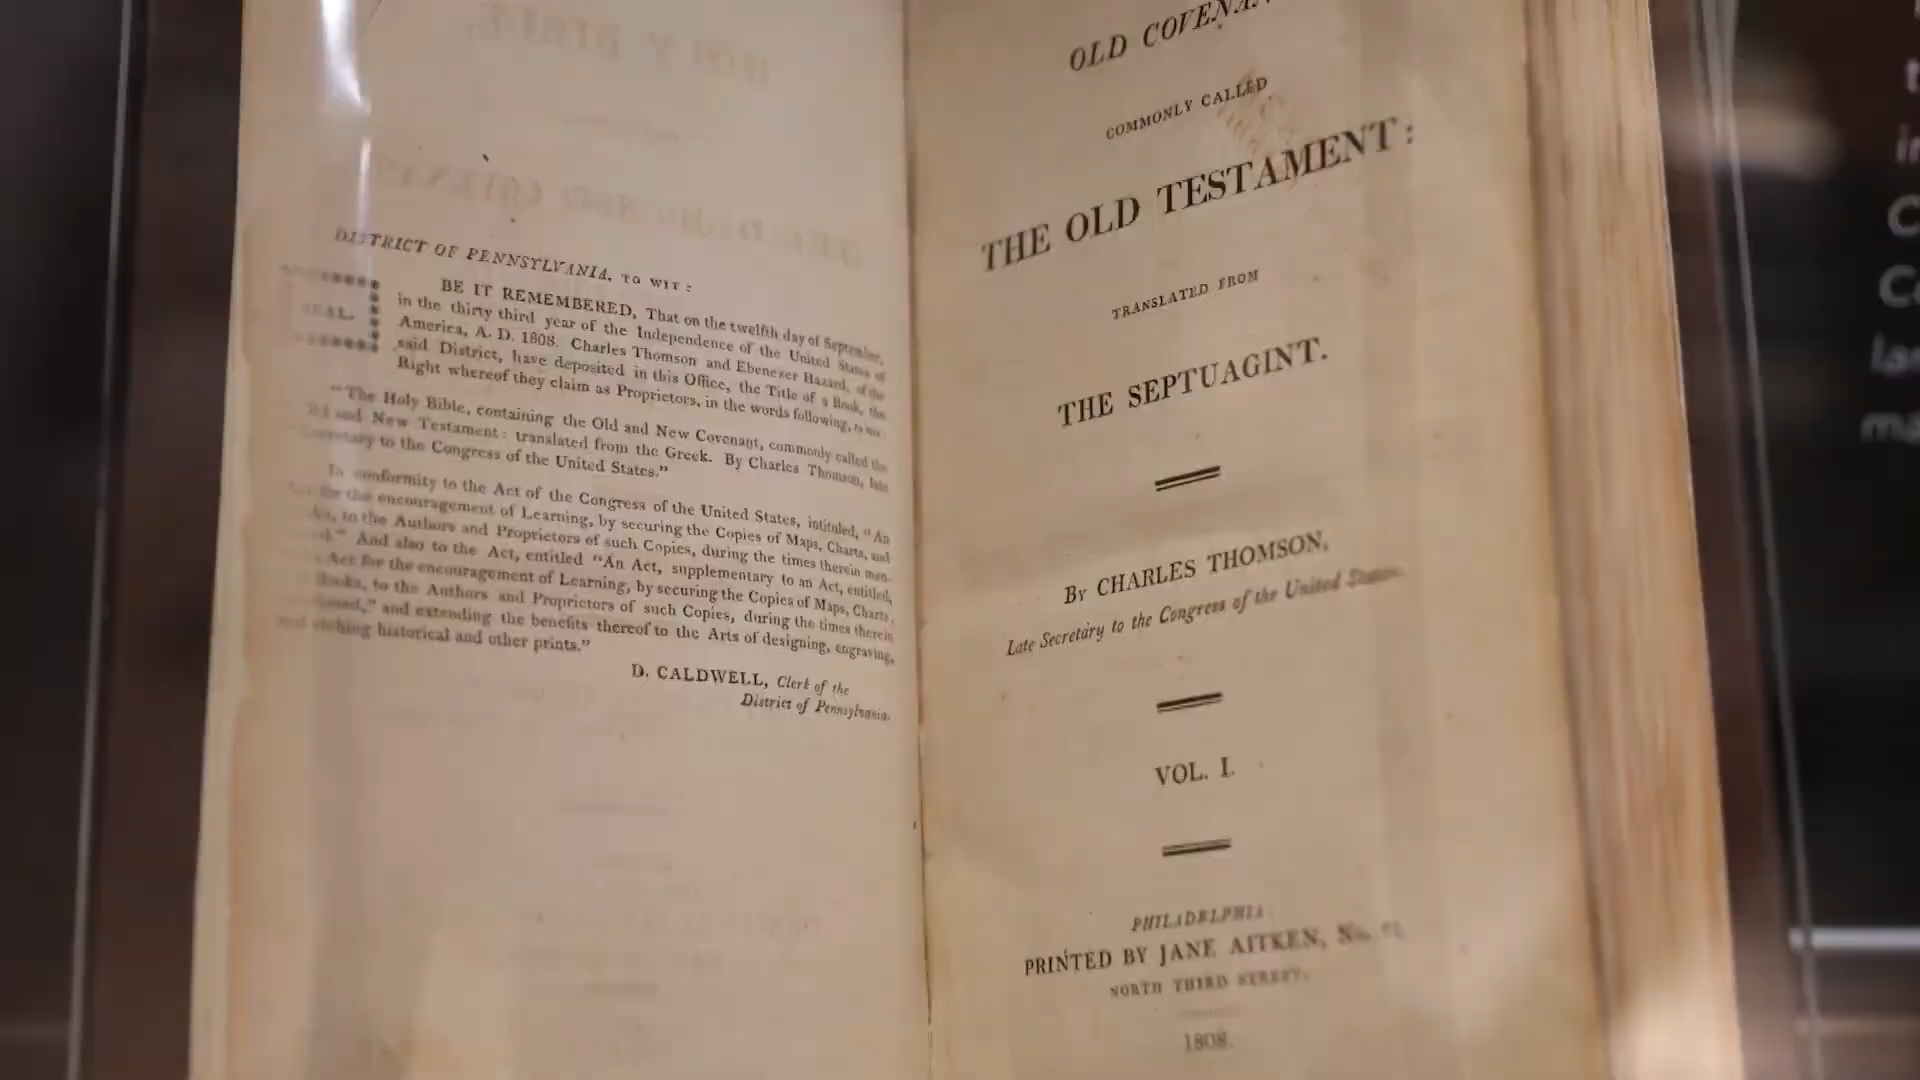 DISTRICT OF PENNSYLVANIA, TO WIT:
BE IT REMEMBERED, That on the twelfth day of September,
in the thirty third year of the Independence of the United States of
America, A. D. 1808. Charles Thomson and Ebenezer Hazard, of the
SEAL.
said District, have deposited in this Office, the Title of a Book, the
Right whereof they claim as Proprietors, in the words following, to wit
"The Holy Bible, containing the Old and New Covenant, commonly called the
Old and New Testament: translated from the Greek. By Charles Thomson, late
Secretary to the Congress of the United States."
In conformity to the Act of the Congress of the United States, intituled, "An
for the encouragement of Learning, by securing the Copies of Maps, Charts, and
to the Authors and Proprietors of such Copies, during the times therein men-
And also to the Act, entitled "An Act, supplementary to an Act, entitled,
Act for the encouragement of Learning, by securing the Copies of Maps, Charts,
Books, to the Authors and Proprietors of such Copies, during the times therein
and extending the benefits thereof to the Arts of designing, engraving,
and etching historical and other prints."
D. CALDWELL, Clerk of the
District of Pennsylvania.
OLD
COMMONLY CALLED
THE OLD TESTAMENT:
TRANSLATED FROM
THE SEPTUAGINT.
By CHARLES THOMSON,
Late Secretary to the Congress of the United States.
VOL. I.
PHILADELPHIA
PRINTED BY JANE AITKEN, No.
NORTH THIRD STREET.
1808.